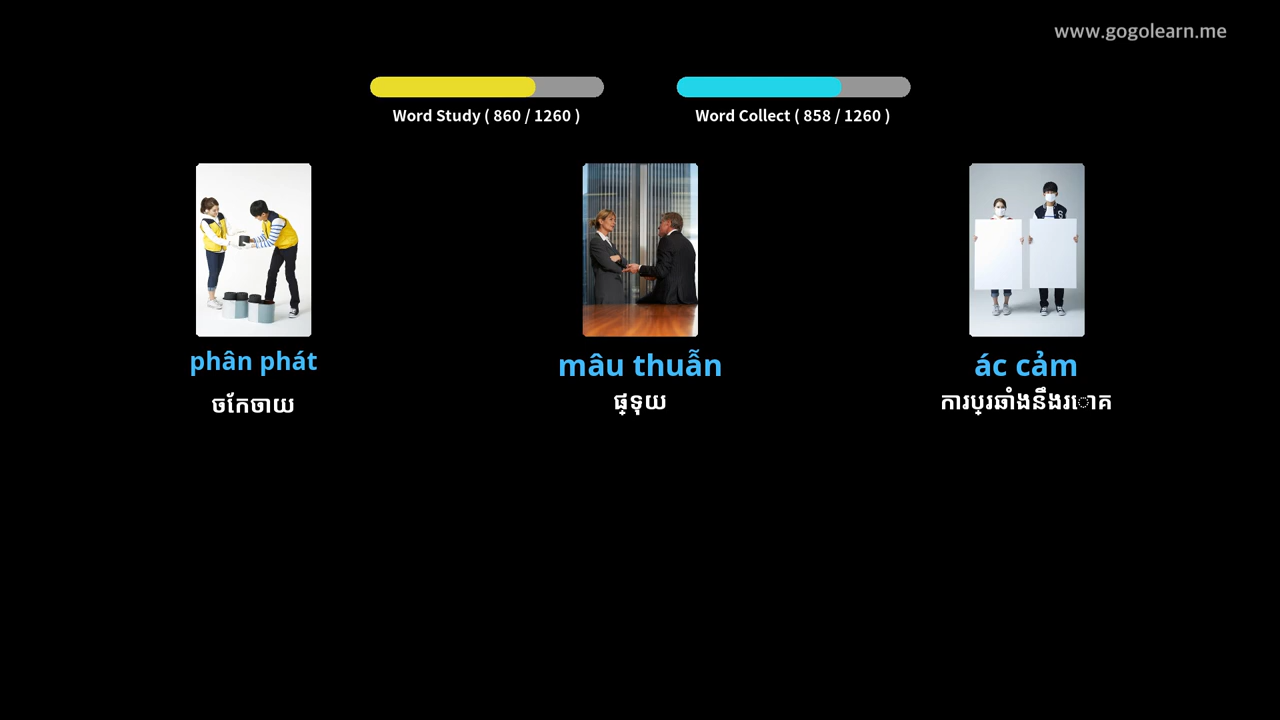 www.gogolearn.me
Word Study ( 860 / 1260 )
Word Collect ( 858 / 1260 )
phân phát
mâu thuẫn
ác cảm
ចកែចាយ
ផ្ទុយ
ការប្រឆាំងនឹងរោគ